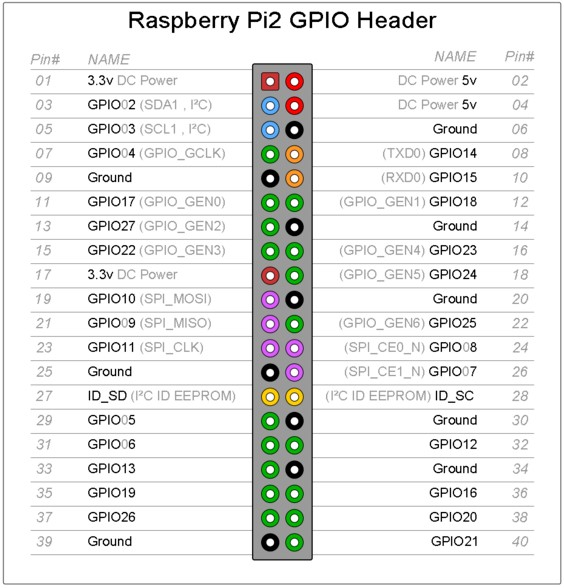 Raspberry Pi2 GPIO Header
Pin# NAME NAME Pin#
01 3.3v DC Power DC Power 5v 02
03 GPIO02 (SDA1 , I²C) DC Power 5v 04
05 GPIO03 (SCL1 , I²C) Ground 06
07 GPIO04 (GPIO_GCLK) (TXD0) GPIO14 08
09 Ground (RXD0) GPIO15 10
11 GPIO17 (GPIO_GEN0) (GPIO_GEN1) GPIO18 12
13 GPIO27 (GPIO_GEN2) Ground 14
15 GPIO22 (GPIO_GEN3) (GPIO_GEN4) GPIO23 16
17 3.3v DC Power (GPIO_GEN5) GPIO24 18
19 GPIO10 (SPI_MOSI) Ground 20
21 GPIO09 (SPI_MISO) (GPIO_GEN6) GPIO25 22
23 GPIO11 (SPI_CLK) (SPI_CE0_N) GPIO08 24
25 Ground (SPI_CE1_N) GPIO07 26
27 ID_SD (I²C ID EEPROM) (I²C ID EEPROM) ID_SC 28
29 GPIO05 Ground 30
31 GPIO06 GPIO12 32
33 GPIO13 Ground 34
35 GPIO19 GPIO16 36
37 GPIO26 GPIO20 38
39 Ground GPIO21 40